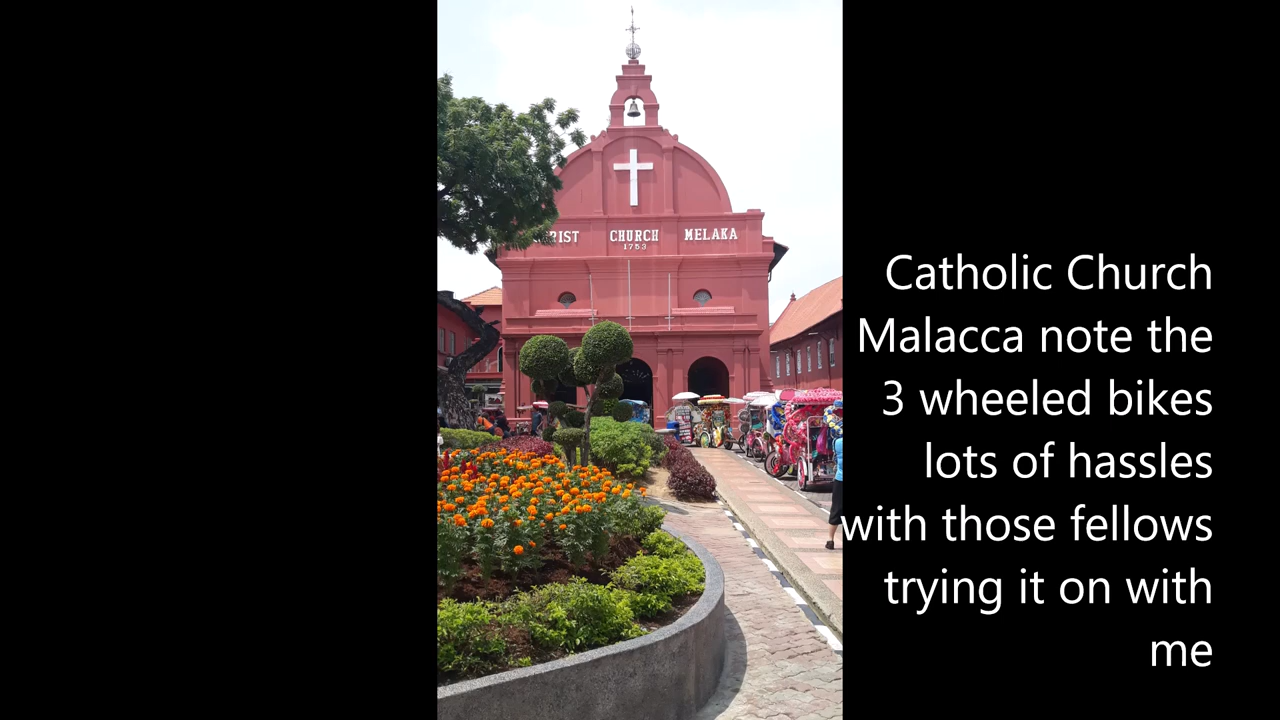 RIST CHURCH MELAKA
1753
Catholic Church
Malacca note the
3 wheeled bikes
lots of hassles
with those fellows
trying it on with
me